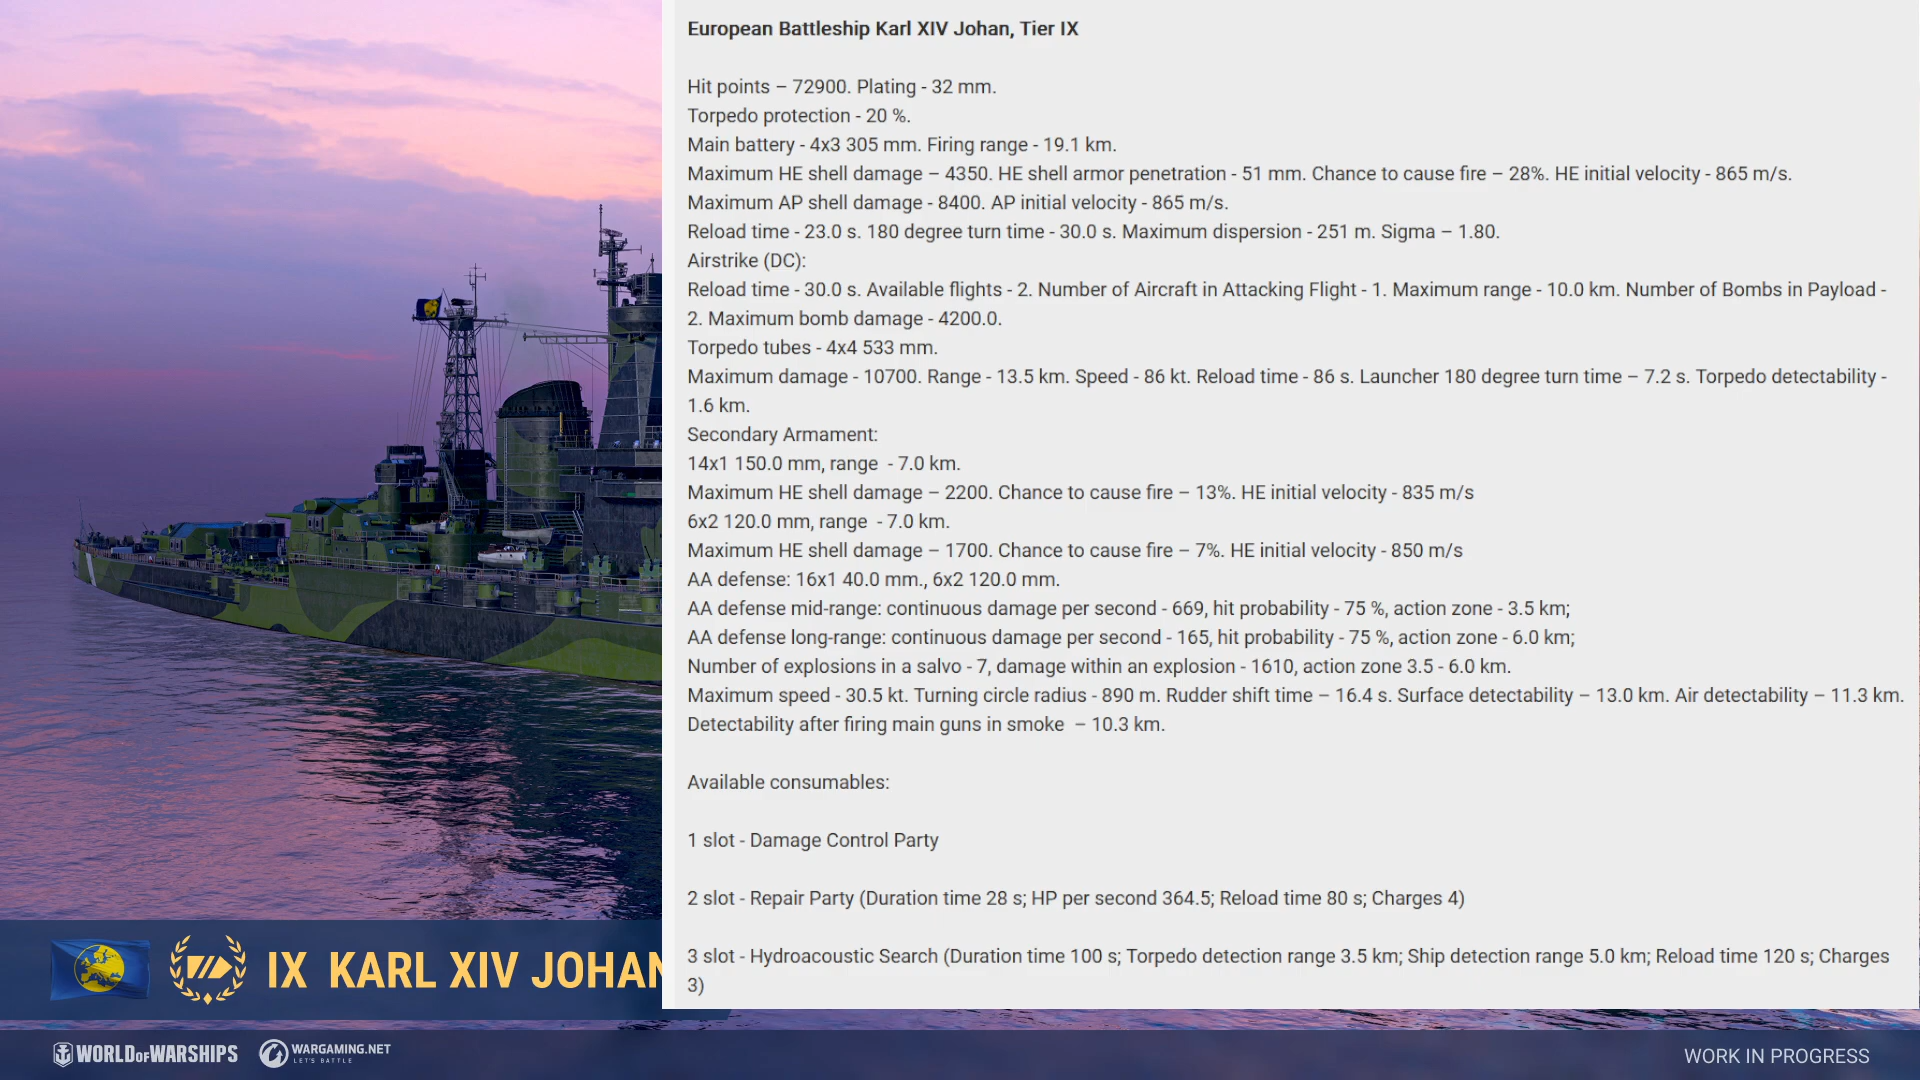 European Battleship Karl XIV Johan, Tier IX
Hit points – 72900. Plating - 32 mm.
Torpedo protection - 20 %.
Main battery - 4x3 305 mm. Firing range - 19.1 km.
Maximum HE shell damage – 4350. HE shell armor penetration - 51 mm. Chance to cause fire – 28%. HE initial velocity - 865 m/s.
Maximum AP shell damage - 8400. AP initial velocity - 865 m/s.
Reload time - 23.0 s. 180 degree turn time - 30.0 s. Maximum dispersion - 251 m. Sigma – 1.80.
Airstrike (DC):
Reload time - 30.0 s. Available flights - 2. Number of Aircraft in Attacking Flight - 1. Maximum range - 10.0 km. Number of Bombs in Payload -
2. Maximum bomb damage - 4200.0.
Torpedo tubes - 4x4 533 mm.
Maximum damage - 10700. Range - 13.5 km. Speed - 86 kt. Reload time - 86 s. Launcher 180 degree turn time – 7.2 s. Torpedo detectability -
1.6 km.
Secondary Armament:
14x1 150.0 mm, range  - 7.0 km.
Maximum HE shell damage – 2200. Chance to cause fire – 13%. HE initial velocity - 835 m/s
6x2 120.0 mm, range  - 7.0 km.
Maximum HE shell damage – 1700. Chance to cause fire – 7%. HE initial velocity - 850 m/s
AA defense: 16x1 40.0 mm., 6x2 120.0 mm.
AA defense mid-range: continuous damage per second - 669, hit probability - 75 %, action zone - 3.5 km;
AA defense long-range: continuous damage per second - 165, hit probability - 75 %, action zone - 6.0 km;
Number of explosions in a salvo - 7, damage within an explosion - 1610, action zone 3.5 - 6.0 km.
Maximum speed - 30.5 kt. Turning circle radius - 890 m. Rudder shift time – 16.4 s. Surface detectability – 13.0 km. Air detectability – 11.3 km.
Detectability after firing main guns in smoke  – 10.3 km.
Available consumables:
1 slot - Damage Control Party
2 slot - Repair Party (Duration time 28 s; HP per second 364.5; Reload time 80 s; Charges 4)
3 slot - Hydroacoustic Search (Duration time 100 s; Torpedo detection range 3.5 km; Ship detection range 5.0 km; Reload time 120 s; Charges
3)
IX KARL XIV JOHAN
WORLD OF WARSHIPS
WARGAMING.NET
LET'S BATTLE
WORK IN PROGRESS